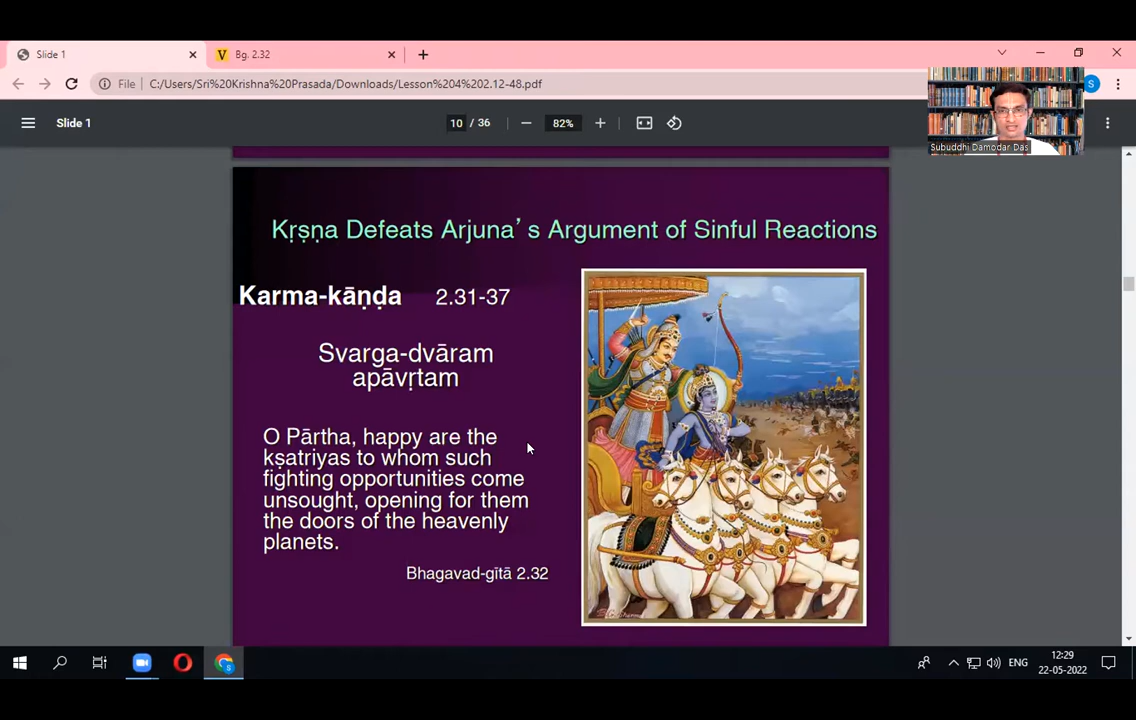 Slide 1
Bg. 2.32
File C:/Users/Sri%20Krishna%20Prasada/Downloads/Lesson%204%202.12-48.pdf
S
Slide 1
10 / 36
82%
Subuddhi Damodar Das
Kṛṣṇa Defeats Arjuna’s Argument of Sinful Reactions
Karma-kāṇḍa 2.31-37
Svarga-dvāram
apāvṛtam
O Pārtha, happy are the
kṣatriyas to whom such
fighting opportunities come
unsought, opening for them
the doors of the heavenly
planets.
Bhagavad-gītā 2.32
ENG
12:29
22-05-2022